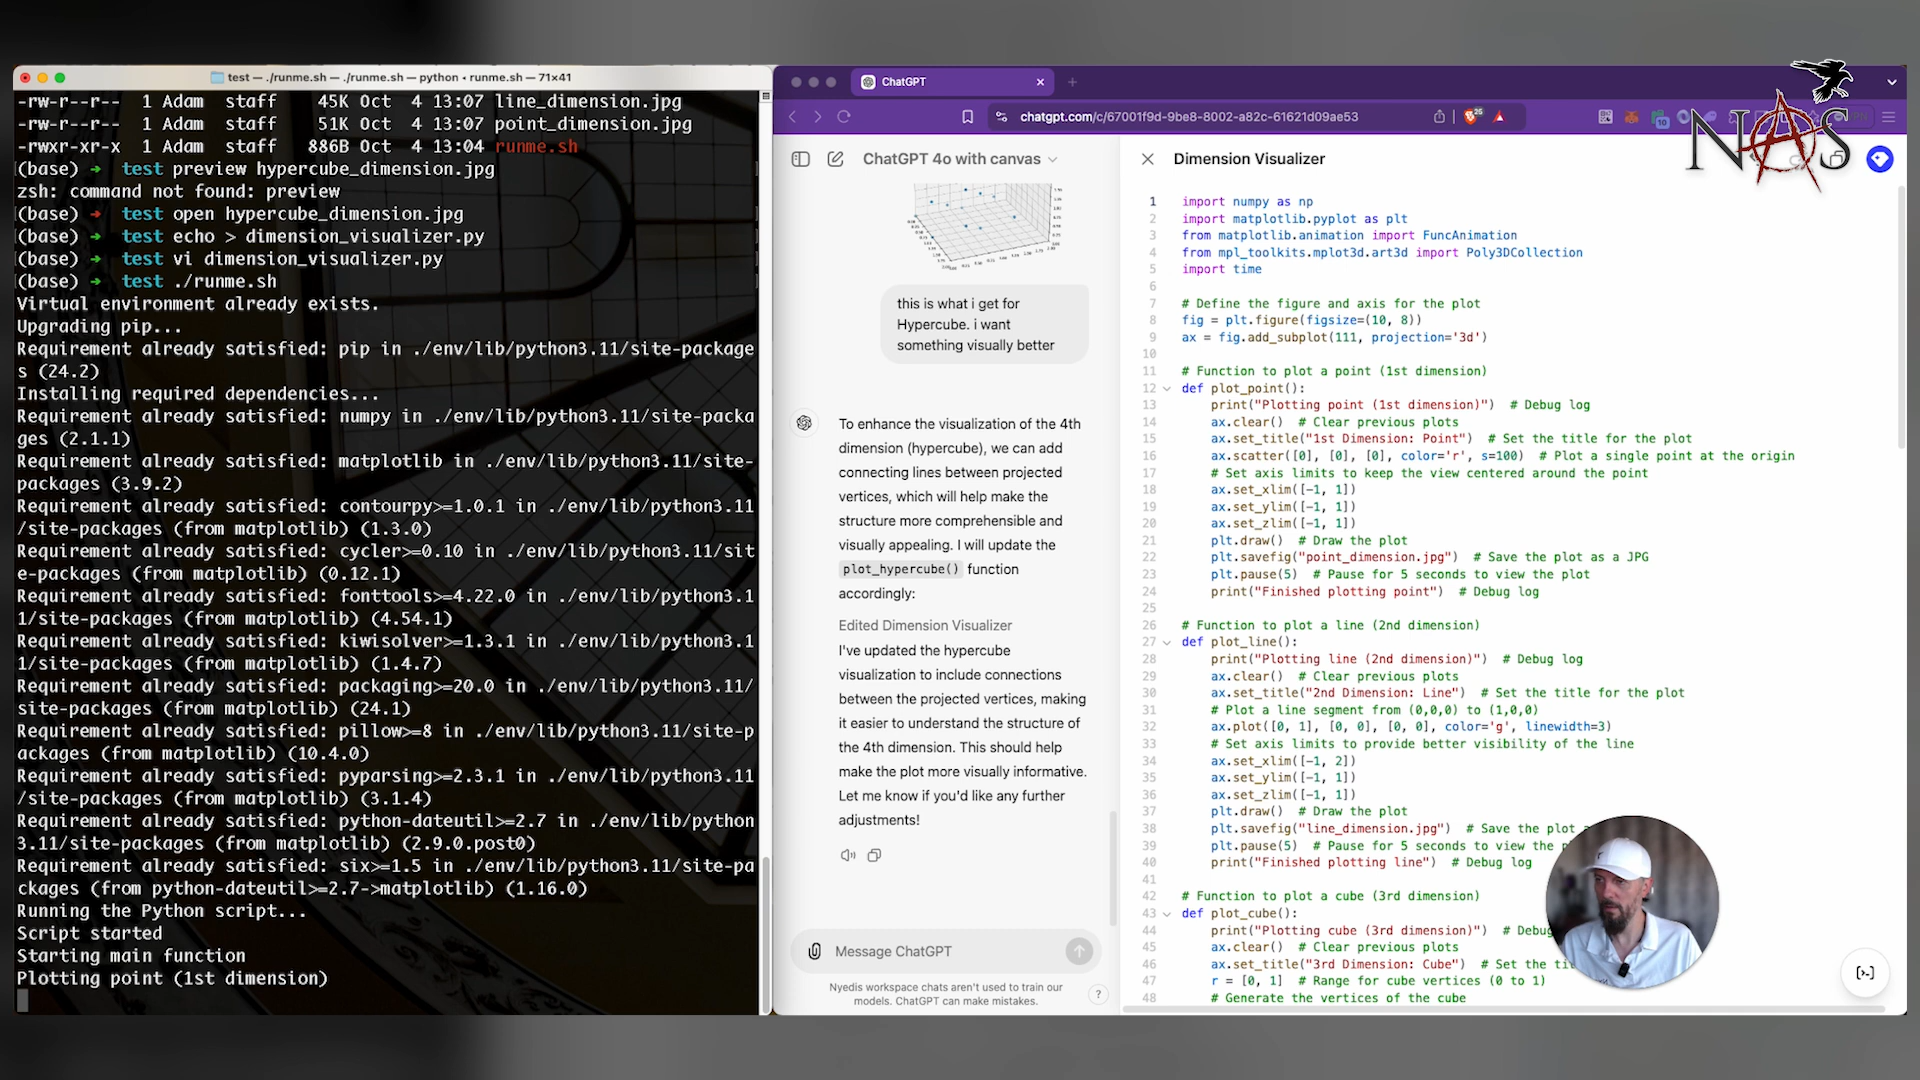 test — ./runme.sh — ./runme.sh — python • runme.sh — 71×41
-rw-r--r--  1 Adam  staff    45K Oct  4 13:07 line_dimension.jpg
-rw-r--r--  1 Adam  staff    51K Oct  4 13:07 point_dimension.jpg
-rwxr-xr-x  1 Adam  staff   886B Oct  4 13:04 runme.sh
(base) → test preview hypercube_dimension.jpg
zsh: command not found: preview
(base) → test open hypercube_dimension.jpg
(base) → test echo > dimension_visualizer.py
(base) → test vi dimension_visualizer.py
(base) → test ./runme.sh
Virtual environment already exists.
Upgrading pip...
Requirement already satisfied: pip in ./env/lib/python3.11/site-package
s (24.2)
Installing required dependencies...
Requirement already satisfied: numpy in ./env/lib/python3.11/site-packa
ges (2.1.1)
Requirement already satisfied: matplotlib in ./env/lib/python3.11/site-
packages (3.9.2)
Requirement already satisfied: contourpy>=1.0.1 in ./env/lib/python3.11
/site-packages (from matplotlib) (1.3.0)
Requirement already satisfied: cycler>=0.10 in ./env/lib/python3.11/sit
e-packages (from matplotlib) (0.12.1)
Requirement already satisfied: fonttools>=4.22.0 in ./env/lib/python3.1
1/site-packages (from matplotlib) (4.54.1)
Requirement already satisfied: kiwisolver>=1.3.1 in ./env/lib/python3.1
1/site-packages (from matplotlib) (1.4.7)
Requirement already satisfied: packaging>=20.0 in ./env/lib/python3.11/
site-packages (from matplotlib) (24.1)
Requirement already satisfied: pillow>=8 in ./env/lib/python3.11/site-p
ackages (from matplotlib) (10.4.0)
Requirement already satisfied: pyparsing>=2.3.1 in ./env/lib/python3.11
/site-packages (from matplotlib) (3.1.4)
Requirement already satisfied: python-dateutil>=2.7 in ./env/lib/python
3.11/site-packages (from matplotlib) (2.9.0.post0)
Requirement already satisfied: six>=1.5 in ./env/lib/python3.11/site-pa
ckages (from python-dateutil>=2.7->matplotlib) (1.16.0)
Running the Python script...
Script started
Starting main function
Plotting point (1st dimension)
ChatGPT
chatgpt.com/c/67001f9d-9be8-8002-a82c-61621d09ae53
NAS
ChatGPT 4o with canvas
this is what i get for
Hypercube. i want
something visually better
To enhance the visualization of the 4th
dimension (hypercube), we can add
connecting lines between projected
vertices, which will help make the
structure more comprehensible and
visually appealing. I will update the
plot_hypercube() function
accordingly:
Edited Dimension Visualizer
I've updated the hypercube
visualization to include connections
between the projected vertices, making
it easier to understand the structure of
the 4th dimension. This should help
make the plot more visually informative.
Let me know if you'd like any further
adjustments!
Message ChatGPT
Nyedis workspace chats aren't used to train our
models. ChatGPT can make mistakes.
?
Dimension Visualizer
1 import numpy as np
2 import matplotlib.pyplot as plt
3 from matplotlib.animation import FuncAnimation
4 from mpl_toolkits.mplot3d.art3d import Poly3DCollection
5 import time
6
7 # Define the figure and axis for the plot
8 fig = plt.figure(figsize=(10, 8))
9 ax = fig.add_subplot(111, projection='3d')
10
11 # Function to plot a point (1st dimension)
12 def plot_point():
13 print("Plotting point (1st dimension)")  # Debug log
14 ax.clear()  # Clear previous plots
15 ax.set_title("1st Dimension: Point")  # Set the title for the plot
16 ax.scatter([0], [0], [0], color='r', s=100)  # Plot a single point at the origin
17 # Set axis limits to keep the view centered around the point
18 ax.set_xlim([-1, 1])
19 ax.set_ylim([-1, 1])
20 ax.set_zlim([-1, 1])
21 plt.draw()  # Draw the plot
22 plt.savefig("point_dimension.jpg")  # Save the plot as a JPG
23 plt.pause(5)  # Pause for 5 seconds to view the plot
24 print("Finished plotting point")  # Debug log
25
26 # Function to plot a line (2nd dimension)
27 def plot_line():
28 print("Plotting line (2nd dimension)")  # Debug log
29 ax.clear()  # Clear previous plots
30 ax.set_title("2nd Dimension: Line")  # Set the title for the plot
31 # Plot a line segment from (0,0,0) to (1,0,0)
32 ax.plot([0, 1], [0, 0], [0, 0], color='g', linewidth=3)
33 # Set axis limits to provide better visibility of the line
34 ax.set_xlim([-1, 2])
35 ax.set_ylim([-1, 1])
36 ax.set_zlim([-1, 1])
37 plt.draw()  # Draw the plot
38 plt.savefig("line_dimension.jpg")  # Save the plot
39 plt.pause(5)  # Pause for 5 seconds to view the
40 print("Finished plotting line")  # Debug log
41
42 # Function to plot a cube (3rd dimension)
43 def plot_cube():
44 print("Plotting cube (3rd dimension)")  # Debug
45 ax.clear()  # Clear previous plots
46 ax.set_title("3rd Dimension: Cube")  # Set the
47 r = [0, 1]  # Range for cube vertices (0 to 1)
48 # Generate the vertices of the cube